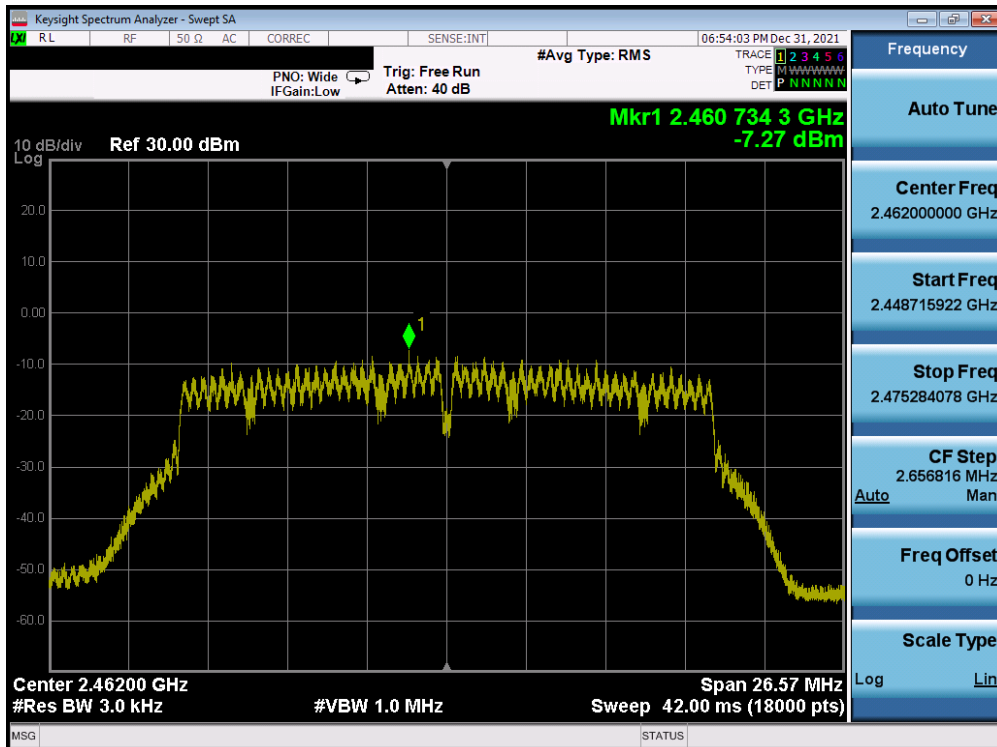 Keysight Spectrum Analyzer - Swept SA
LXI RL RF 50 Ω AC CORREC SENSE:INT 06:54:03 PM Dec 31, 2021
#Avg Type: RMS TRACE 1 2 3 4 5 6
PNO: Wide Trig: Free Run TYPE M W W W W W
IFGain:Low Atten: 40 dB DET P N N N N N
Mkr1 2.460 734 3 GHz
-7.27 dBm
10 dB/div Ref 30.00 dBm
Log
20.0
10.0
0.00
1
-10.0
-20.0
-30.0
-40.0
-50.0
-60.0
Center 2.46200 GHz Span 26.57 MHz
#Res BW 3.0 kHz #VBW 1.0 MHz Sweep 42.00 ms (18000 pts)
MSG STATUS
Frequency
Auto Tune
Center Freq
2.462000000 GHz
Start Freq
2.448715922 GHz
Stop Freq
2.475284078 GHz
CF Step
2.656816 MHz
Auto Man
Freq Offset
0 Hz
Scale Type
Log Lin